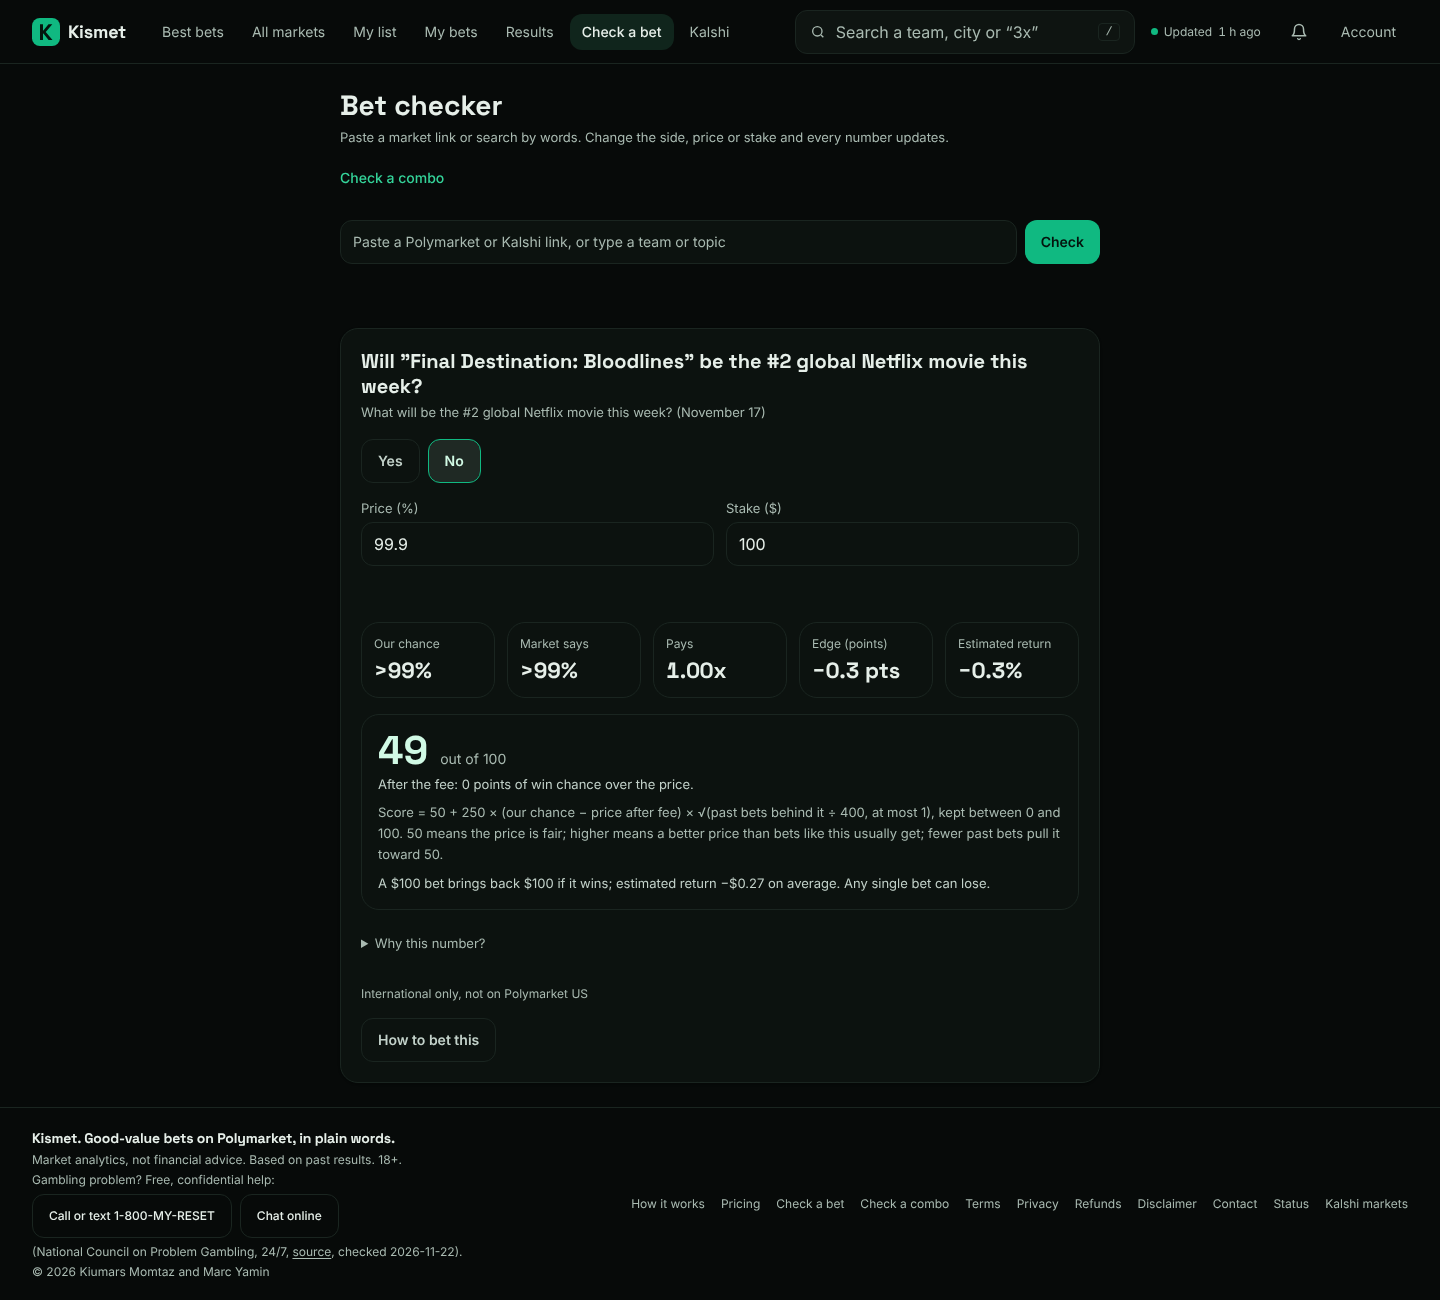 K Kismet
Best bets
All markets
My list
My bets
Results
Check a bet
Kalshi
Search a team, city or “3x”
/
Updated 1 h ago
Account
Bet checker
Paste a market link or search by words. Change the side, price or stake and every number updates.
Check a combo
Paste a Polymarket or Kalshi link, or type a team or topic
Check
Will ”Final Destination: Bloodlines” be the #2 global Netflix movie this
week?
What will be the #2 global Netflix movie this week? (November 17)
Yes
No
Price (%)
Stake ($)
99.9
100
Our chance
>99%
Market says
>99%
Pays
1.00x
Edge (points)
−0.3 pts
Estimated return
−0.3%
49 out of 100
After the fee: 0 points of win chance over the price.
Score = 50 + 250 × (our chance − price after fee) × √(past bets behind it ÷ 400, at most 1), kept between 0 and
100. 50 means the price is fair; higher means a better price than bets like this usually get; fewer past bets pull it
toward 50.
A $100 bet brings back $100 if it wins; estimated return −$0.27 on average. Any single bet can lose.
Why this number?
International only, not on Polymarket US
How to bet this
Kismet. Good-value bets on Polymarket, in plain words.
Market analytics, not financial advice. Based on past results. 18+.
Gambling problem? Free, confidential help:
Call or text 1-800-MY-RESET
Chat online
(National Council on Problem Gambling, 24/7, source, checked 2026-11-22).
© 2026 Kiumars Momtaz and Marc Yamin
How it works
Pricing
Check a bet
Check a combo
Terms
Privacy
Refunds
Disclaimer
Contact
Status
Kalshi markets